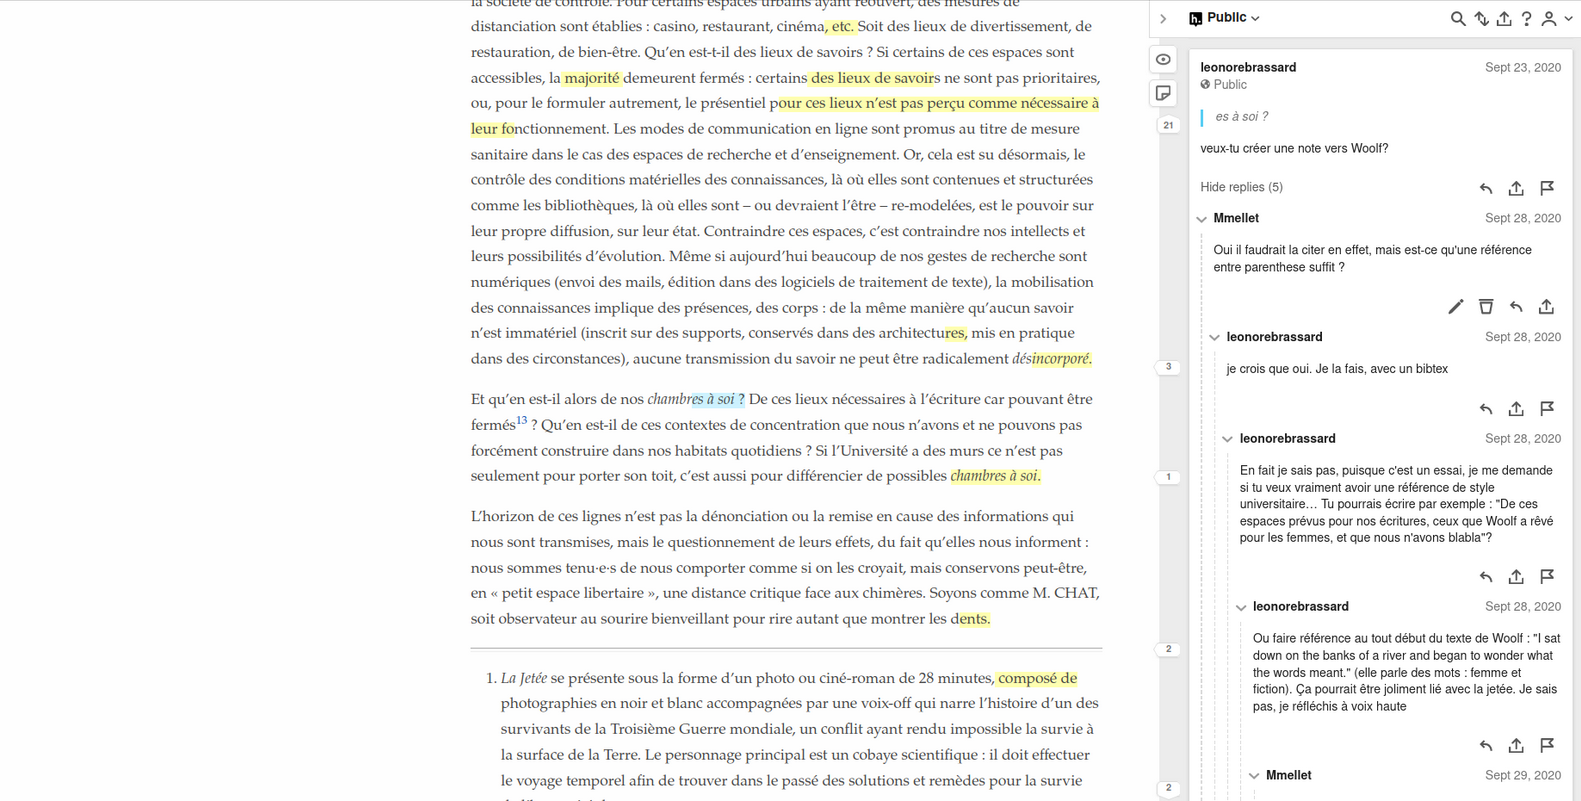 la société de contrôle. Pour certains espaces urbains ayant réouvert, des mesures de
distanciation sont établies : casino, restaurant, cinéma, etc. Soit des lieux de divertissement, de
restauration, de bien-être. Qu’en est-t-il des lieux de savoirs ? Si certains de ces espaces sont
accessibles, la majorité demeurent fermés : certains des lieux de savoirs ne sont pas prioritaires,
ou, pour le formuler autrement, le présentiel pour ces lieux n’est pas perçu comme nécessaire à
leur fonctionnement. Les modes de communication en ligne sont promus au titre de mesure
sanitaire dans le cas des espaces de recherche et d’enseignement. Or, cela est su désormais, le
contrôle des conditions matérielles des connaissances, là où elles sont contenues et structurées
comme les bibliothèques, là où elles sont – ou devraient l’être – re-modelées, est le pouvoir sur
leur propre diffusion, sur leur état. Contraindre ces espaces, c’est contraindre nos intellects et
leurs possibilités d’évolution. Même si aujourd’hui beaucoup de nos gestes de recherche sont
numériques (envoi des mails, édition dans des logiciels de traitement de texte), la mobilisation
des connaissances implique des présences, des corps : de la même manière qu’aucun savoir
n’est immatériel (inscrit sur des supports, conservés dans des architectures, mis en pratique
dans des circonstances), aucune transmission du savoir ne peut être radicalement désincorporé.
Et qu’en est-il alors de nos chambres à soi ? De ces lieux nécessaires à l’écriture car pouvant être
fermés13 ? Qu’en est-il de ces contextes de concentration que nous n’avons et ne pouvons pas
forcément construire dans nos habitats quotidiens ? Si l’Université a des murs ce n’est pas
seulement pour porter son toit, c’est aussi pour différencier de possibles chambres à soi.
L’horizon de ces lignes n’est pas la dénonciation ou la remise en cause des informations qui
nous sont transmises, mais le questionnement de leurs effets, du fait qu’elles nous informent :
nous sommes tenu·e·s de nous comporter comme si on les croyait, mais conservons peut-être,
en « petit espace libertaire », une distance critique face aux chimères. Soyons comme M. CHAT,
soit observateur au sourire bienveillant pour rire autant que montrer les dents.
1. La Jetée se présente sous la forme d’un photo ou ciné-roman de 28 minutes, composé de
photographies en noir et blanc accompagnées par une voix-off qui narre l’histoire d’un des
survivants de la Troisième Guerre mondiale, un conflit ayant rendu impossible la survie à
la surface de la Terre. Le personnage principal est un cobaye scientifique : il doit effectuer
le voyage temporel afin de trouver dans le passé des solutions et remèdes pour la survie
21
3
1
2
2
Public
leonorebrassard Sept 23, 2020
Public
es à soi ?
veux-tu créer une note vers Woolf?
Hide replies (5)
Mmellet Sept 28, 2020
Oui il faudrait la citer en effet, mais est-ce qu'une référence
entre parenthese suffit ?
leonorebrassard Sept 28, 2020
je crois que oui. Je la fais, avec un bibtex
leonorebrassard Sept 28, 2020
En fait je sais pas, puisque c'est un essai, je me demande
si tu veux vraiment avoir une référence de style
universitaire… Tu pourrais écrire par exemple : "De ces
espaces prévus pour nos écritures, ceux que Woolf a rêvé
pour les femmes, et que nous n'avons blabla"?
leonorebrassard Sept 28, 2020
Ou faire référence au tout début du texte de Woolf : "I sat
down on the banks of a river and began to wonder what
the words meant." (elle parle des mots : femme et
fiction). Ça pourrait être joliment lié avec la jetée. Je sais
pas, je réfléchis à voix haute
Mmellet Sept 29, 2020